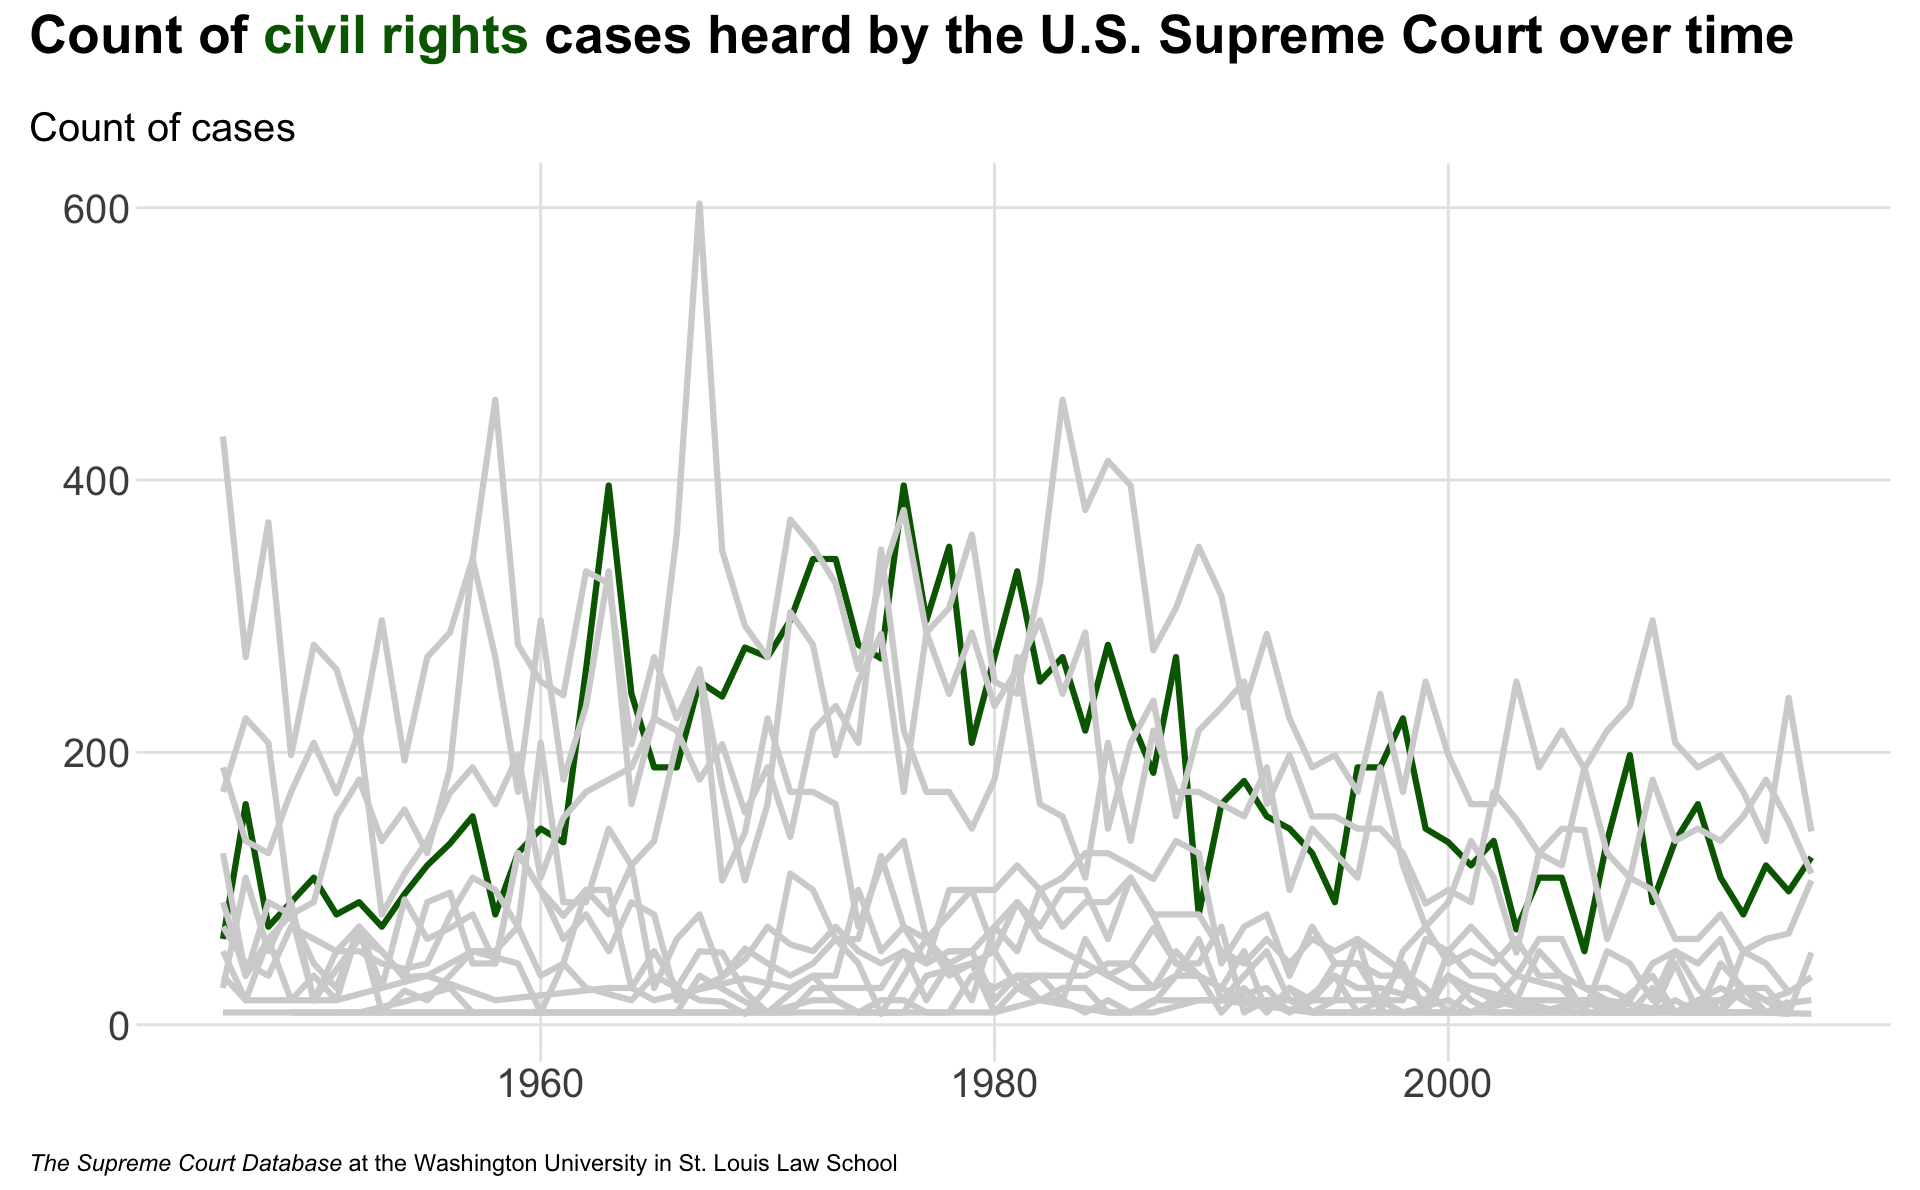 Count of civil rights cases heard by the U.S. Supreme Court over time
Count of cases
600
400
200
0
1960 1980 2000
The Supreme Court Database at the Washington University in St. Louis Law School